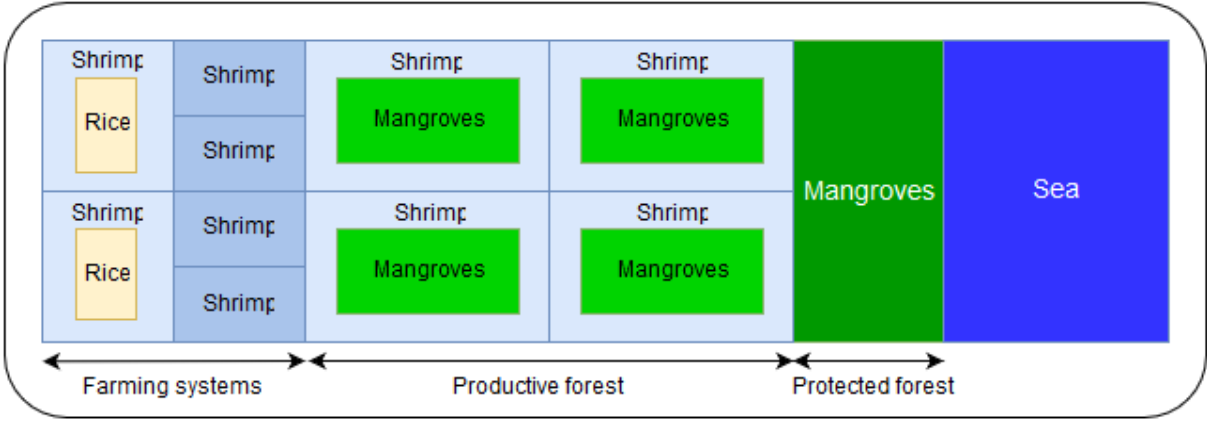 Shrimp
Rice
Shrimp
Shrimp
Shrimp
Mangroves
Shrimp
Mangroves
Shrimp
Rice
Shrimp
Shrimp
Shrimp
Mangroves
Shrimp
Mangroves
Mangroves
Sea
Farming systems
Productive forest
Protected forest